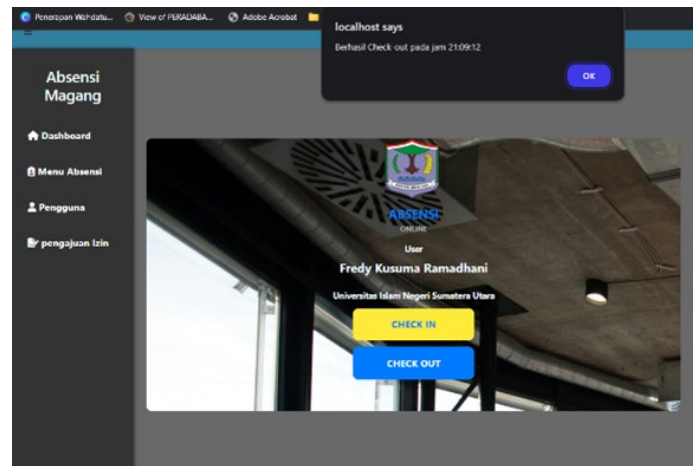 Penerapan Wahdatu...
View of PERADABA...
Adobe Acrobat
localhost says
Berhasil Check-out pada jam 21:09:12
OK
Absensi
Magang
Dashboard
Menu Absensi
Pengguna
pengajuan Izin
ABSENSI
ONLINE
User
Fredy Kusuma Ramadhani
Universitas Islam Negeri Sumatera Utara
CHECK IN
CHECK OUT